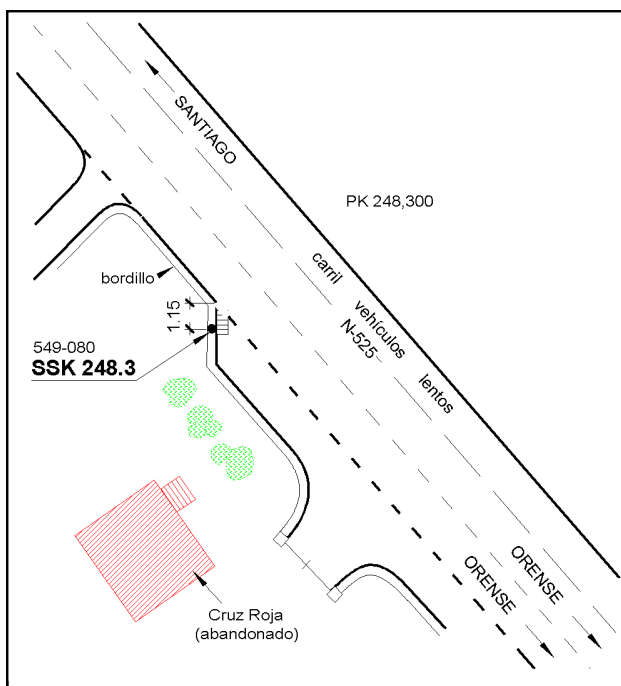 SANTIAGO
PK 248,300
carril vehículos lentos
N-525
bordillo
1.15
549-080
SSK 248.3
ORENSE
ORENSE
Cruz Roja
(abandonado)